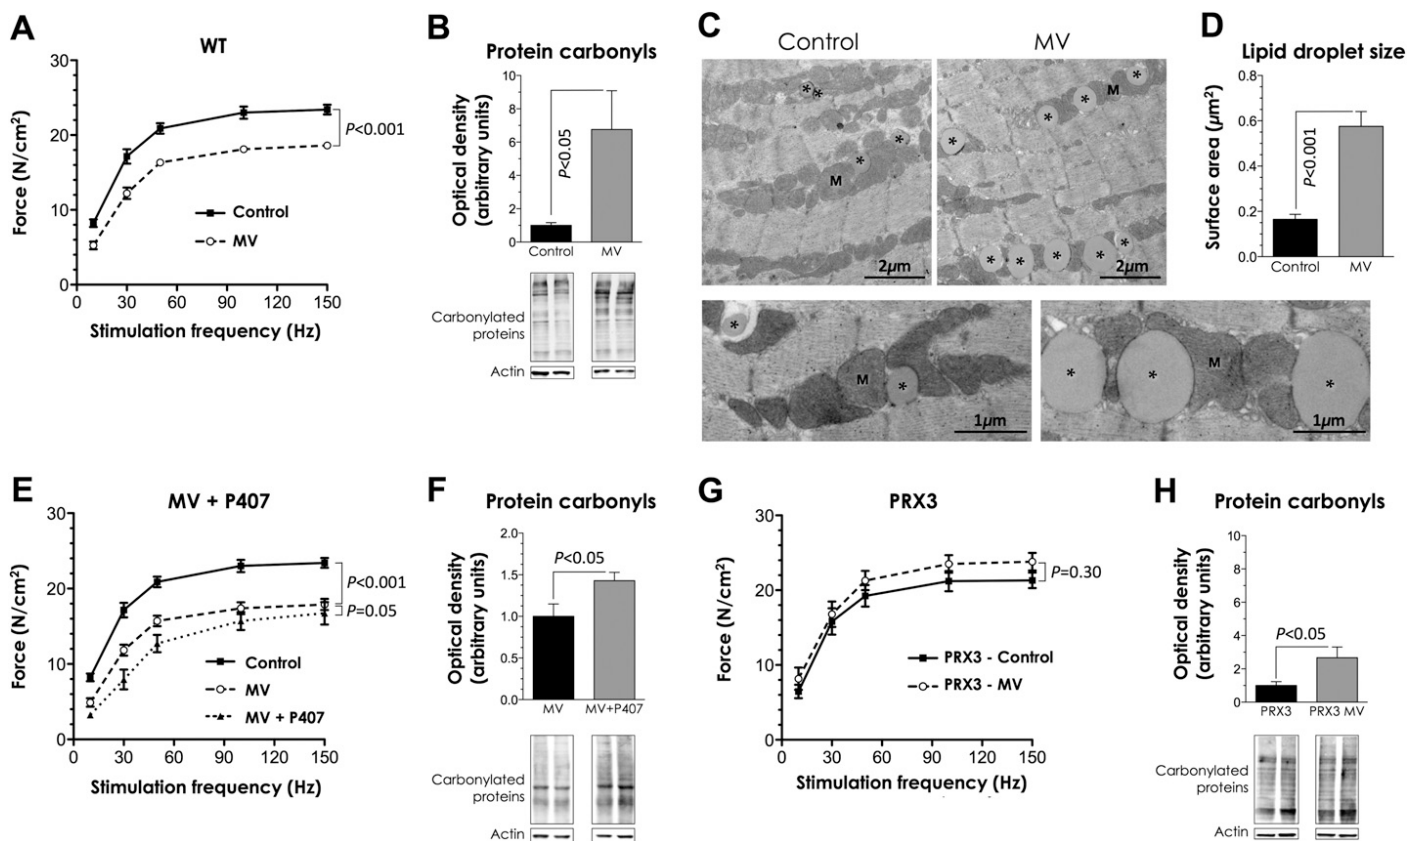 A
WT
Force (N/cm²)
30
20
10
0
0 30 60 90 120 150
Stimulation frequency (Hz)
Control
MV
P<0.001
B
Protein carbonyls
Optical density
(arbitrary units)
10
8
6
4
2
0
P<0.05
Control MV
Carbonylated
proteins
Actin
C
Control MV
* * * * M 2µm
* * * M * * * * * * 2µm
* M * 1µm
* * M * 1µm
D
Lipid droplet size
Surface area (µm²)
0.8
0.6
0.4
0.2
0.0
P<0.001
Control MV
E
MV + P407
Force (N/cm²)
30
20
10
0
0 30 60 90 120 150
Stimulation frequency (Hz)
Control
MV
MV + P407
P<0.001
P=0.05
F
Protein carbonyls
Optical density
(arbitrary units)
2.0
1.5
1.0
0.5
0.0
P<0.05
MV MV+P407
Carbonylated
proteins
Actin
G
PRX3
Force (N/cm²)
30
20
10
0
0 30 60 90 120 150
Stimulation frequency (Hz)
PRX3 - Control
PRX3 - MV
P=0.30
H
Protein carbonyls
Optical density
(arbitrary units)
10
8
6
4
2
0
P<0.05
PRX3 PRX3 MV
Carbonylated
proteins
Actin